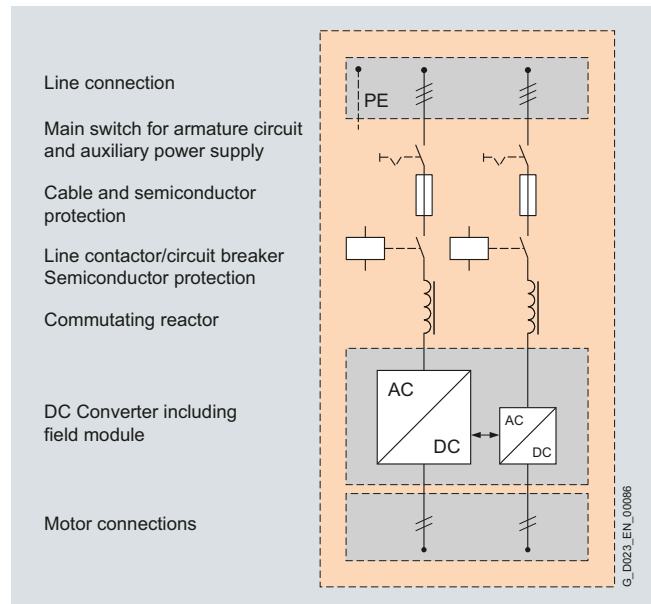 Line connection
PE
Main switch for armature circuit
and auxiliary power supply
Cable and semiconductor
protection
Line contactor/circuit breaker
Semiconductor protection
Commutating reactor
DC Converter including
field module
AC
DC
AC
DC
Motor connections
G_D023_EN_00086